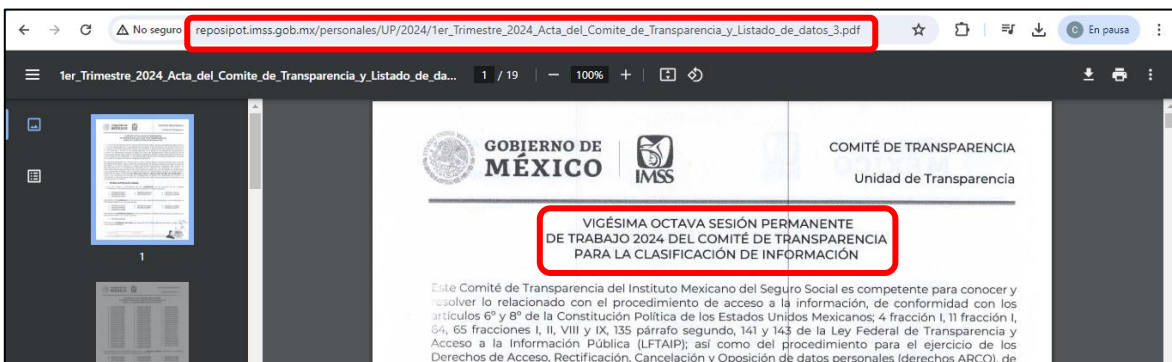 No seguro reposipot.imss.gob.mx/personales/UP/2024/1er_Trimestre_2024_Acta_del_Comite_de_Transparencia_y_Listado_de_datos_3.pdf C En pausa
1er_Trimestre_2024_Acta_del_Comite_de_Transparencia_y_Listado_de_da... 1 / 19 100%
1
GOBIERNO DE
MÉXICO
IMSS
COMITÉ DE TRANSPARENCIA
Unidad de Transparencia
VIGÉSIMA OCTAVA SESIÓN PERMANENTE
DE TRABAJO 2024 DEL COMITÉ DE TRANSPARENCIA
PARA LA CLASIFICACIÓN DE INFORMACIÓN
Este Comité de Transparencia del Instituto Mexicano del Seguro Social es competente para conocer y
resolver lo relacionado con el procedimiento de acceso a la información, de conformidad con los
artículos 6º y 8º de la Constitución Política de los Estados Unidos Mexicanos; 4 fracción I, 11 fracción I,
64, 65 fracciones I, II, VIII y IX, 135 párrafo segundo, 141 y 143 de la Ley Federal de Transparencia y
Acceso a la Información Pública (LFTAIP); así como del procedimiento para el ejercicio de los
Derechos de Acceso, Rectificación, Cancelación y Oposición de datos personales (derechos ARCO), de